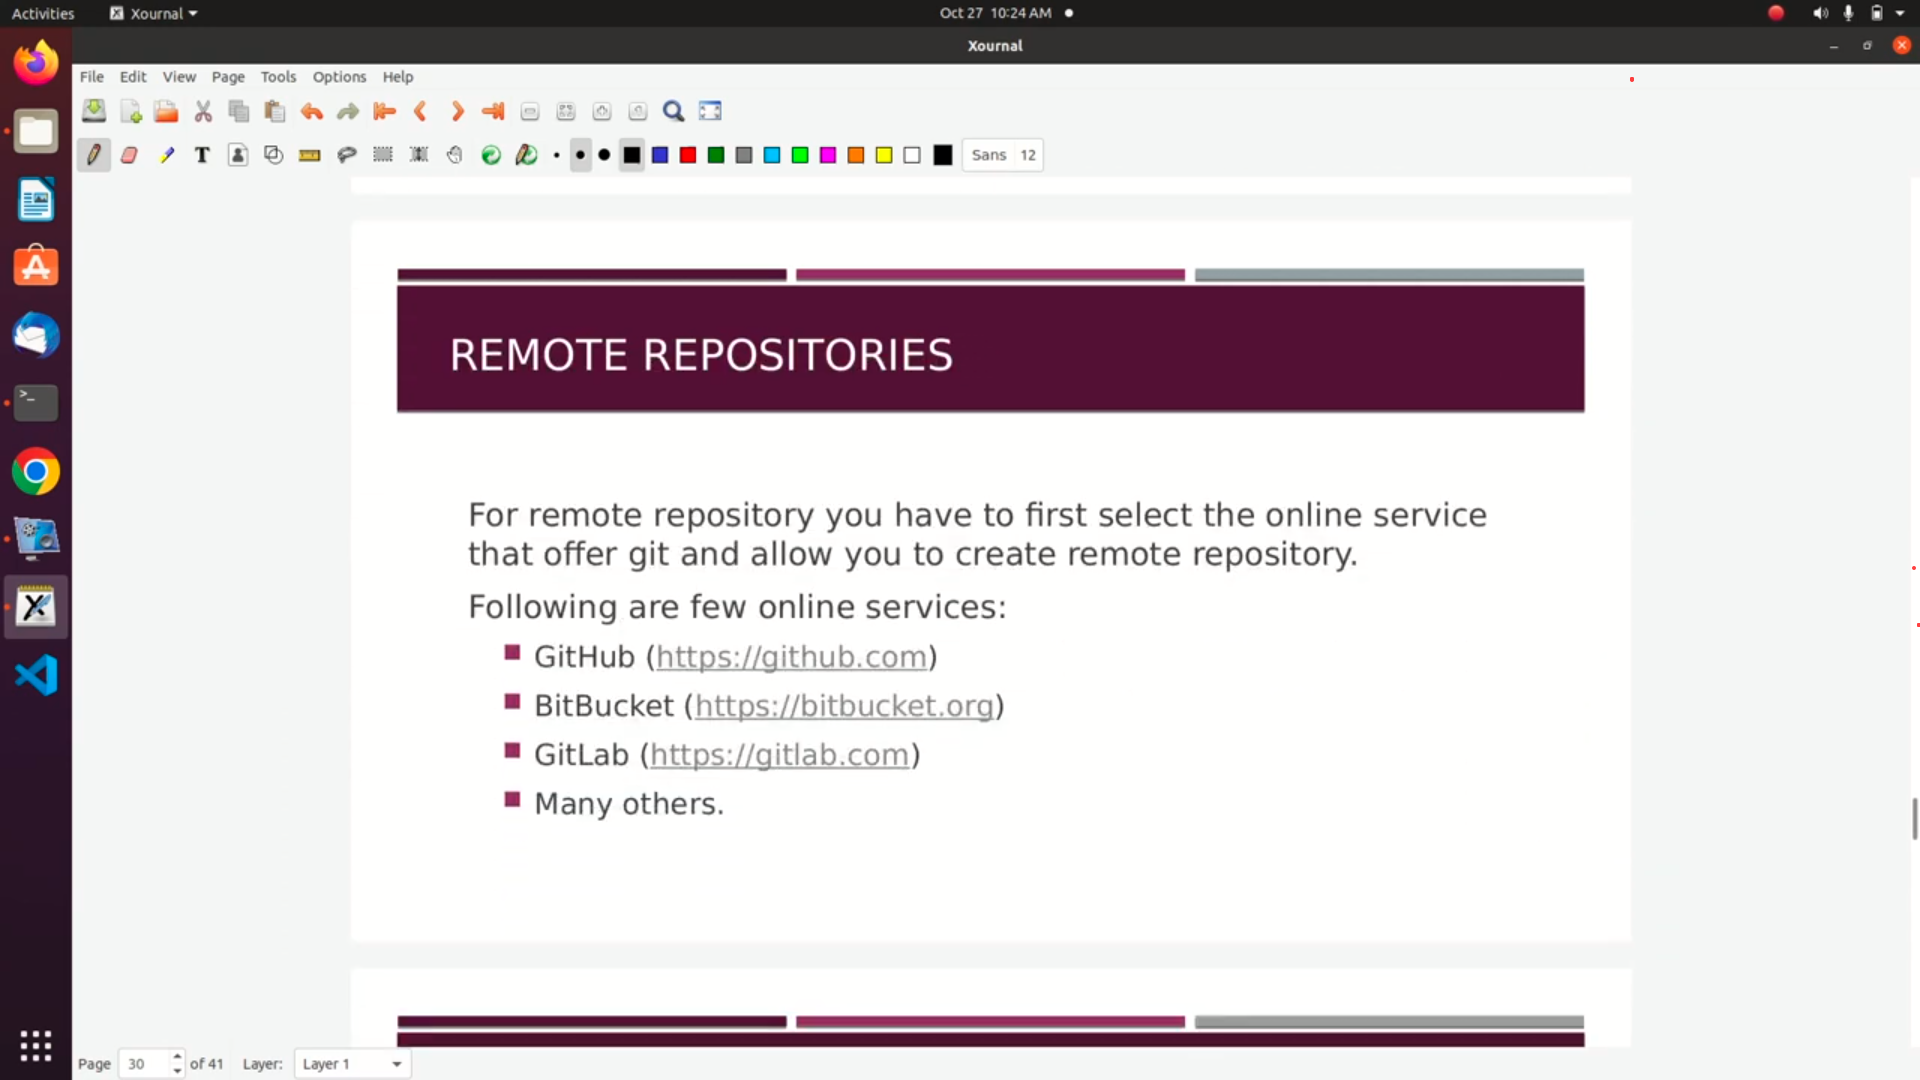 Activities
Xournal
Oct 27 10:24 AM
Xournal
File Edit View Page Tools Options Help
T
Sans 12
REMOTE REPOSITORIES
For remote repository you have to first select the online service
that offer git and allow you to create remote repository.
Following are few online services:
GitHub (https://github.com)
BitBucket (https://bitbucket.org)
GitLab (https://gitlab.com)
Many others.
Page 30 of 41 Layer: Layer 1